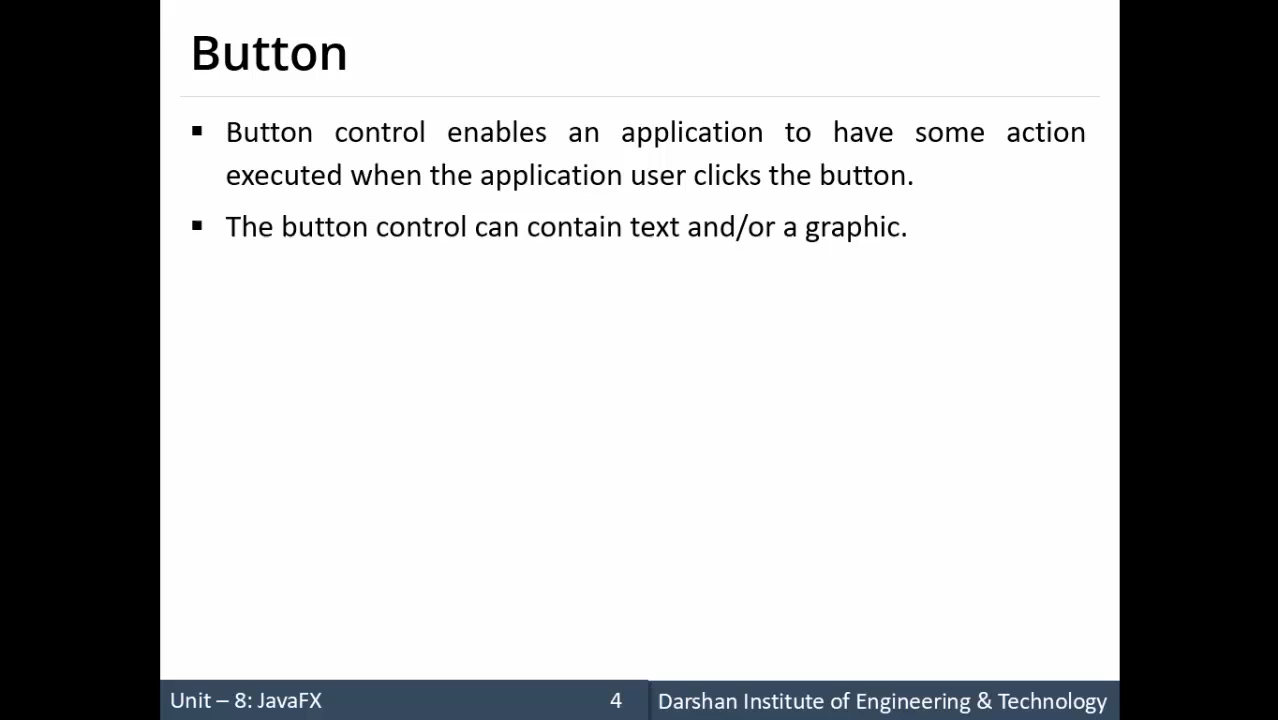 Button
▪ Button control enables an application to have some action
executed when the application user clicks the button.
▪ The button control can contain text and/or a graphic.
Unit – 8: JavaFX 4 Darshan Institute of Engineering & Technology